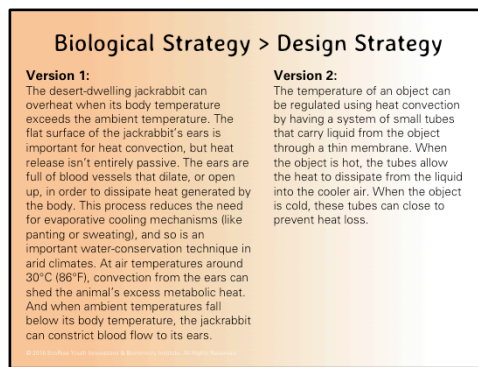 Biological Strategy > Design Strategy
Version 1:
The desert-dwelling jackrabbit can
overheat when its body temperature
exceeds the ambient temperature. The
flat surface of the jackrabbit's ears is
important for heat convection, but heat
release isn't entirely passive. The ears are
full of blood vessels that dilate, or open
up, in order to dissipate heat generated by
the body. This process reduces the need
for evaporative cooling mechanisms (like
panting or sweating), and so is an
important water-conservation technique in
arid climates. At air temperatures around
30°C (86°F), convection from the ears can
shed the animal's excess metabolic heat.
And when ambient temperatures fall
below its body temperature, the jackrabbit
can constrict blood flow to its ears.
Version 2:
The temperature of an object can
be regulated using heat convection
by having a system of small tubes
that carry liquid from the object
through a thin membrane. When
the object is hot, the tubes allow
the heat to dissipate from the liquid
into the cooler air. When the object
is cold, these tubes can close to
prevent heat loss.